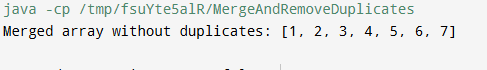 java -cp /tmp/fsuYte5alR/MergeAndRemoveDuplicates
Merged array without duplicates: [1, 2, 3, 4, 5, 6, 7]